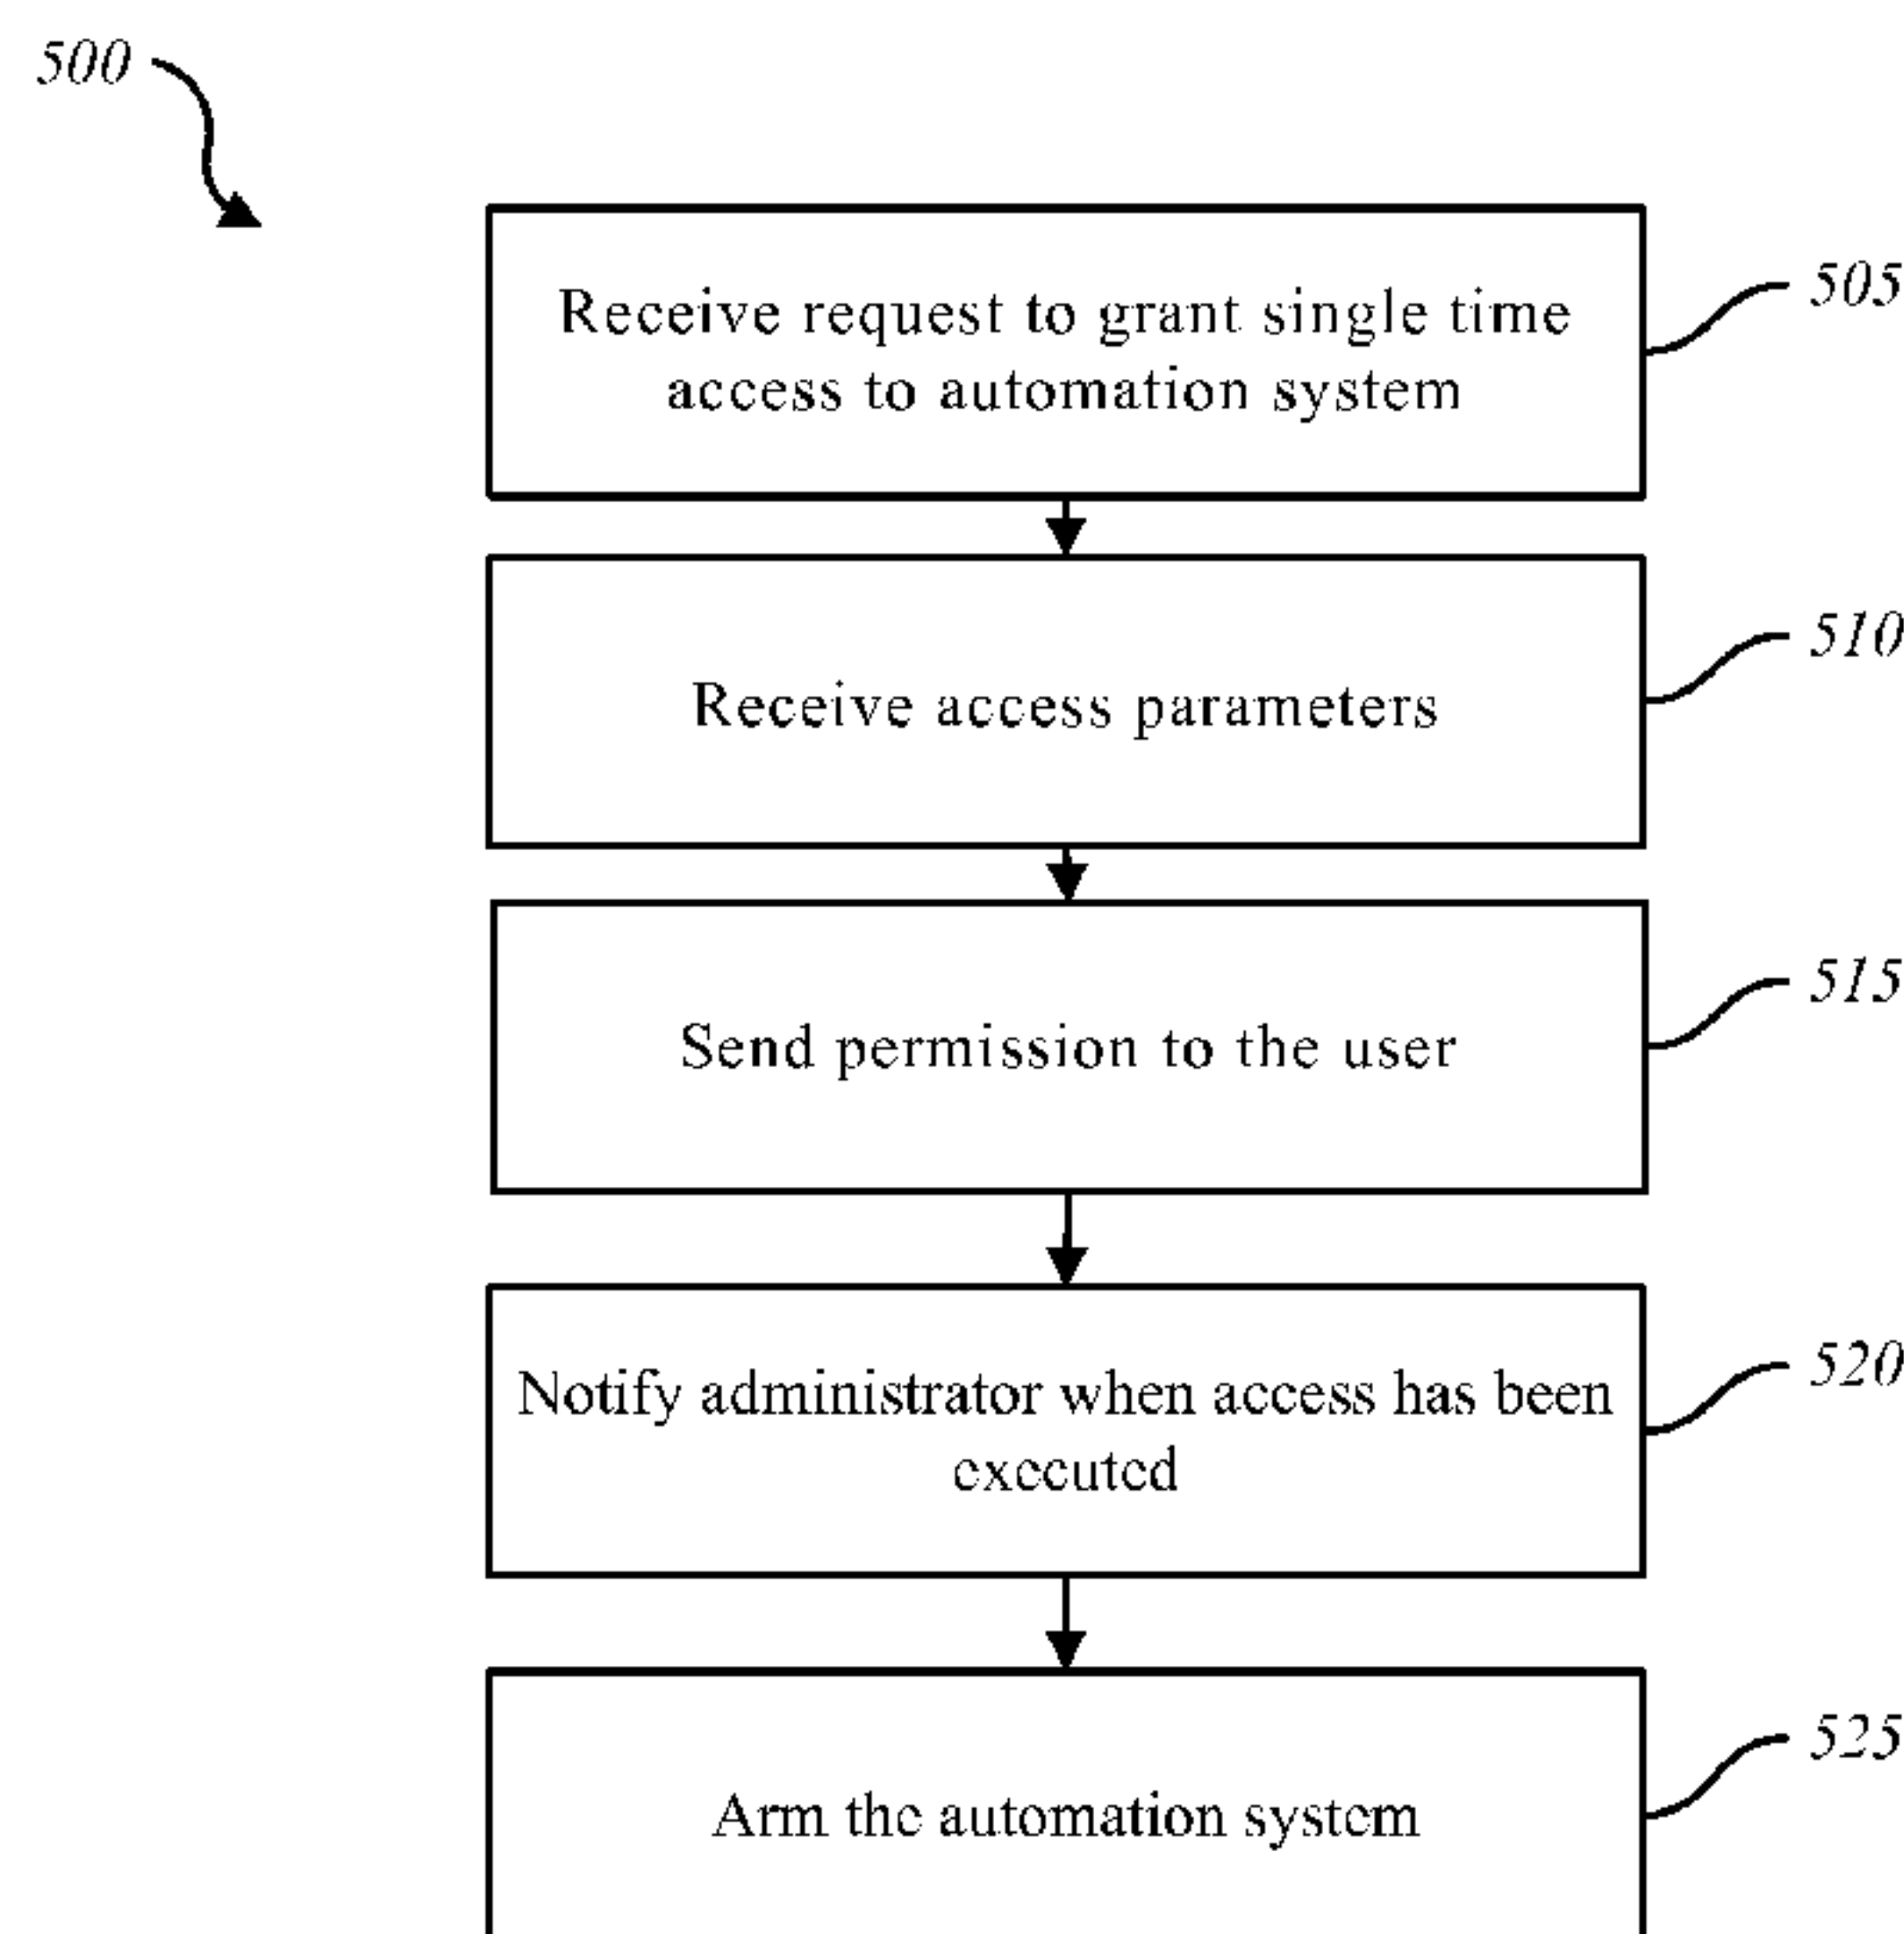 500
Receive request to grant single time
access to automation system
505
Receive access parameters
510
Send permission to the user
515
Notify administrator when access has been
executed
520
Arm the automation system
525